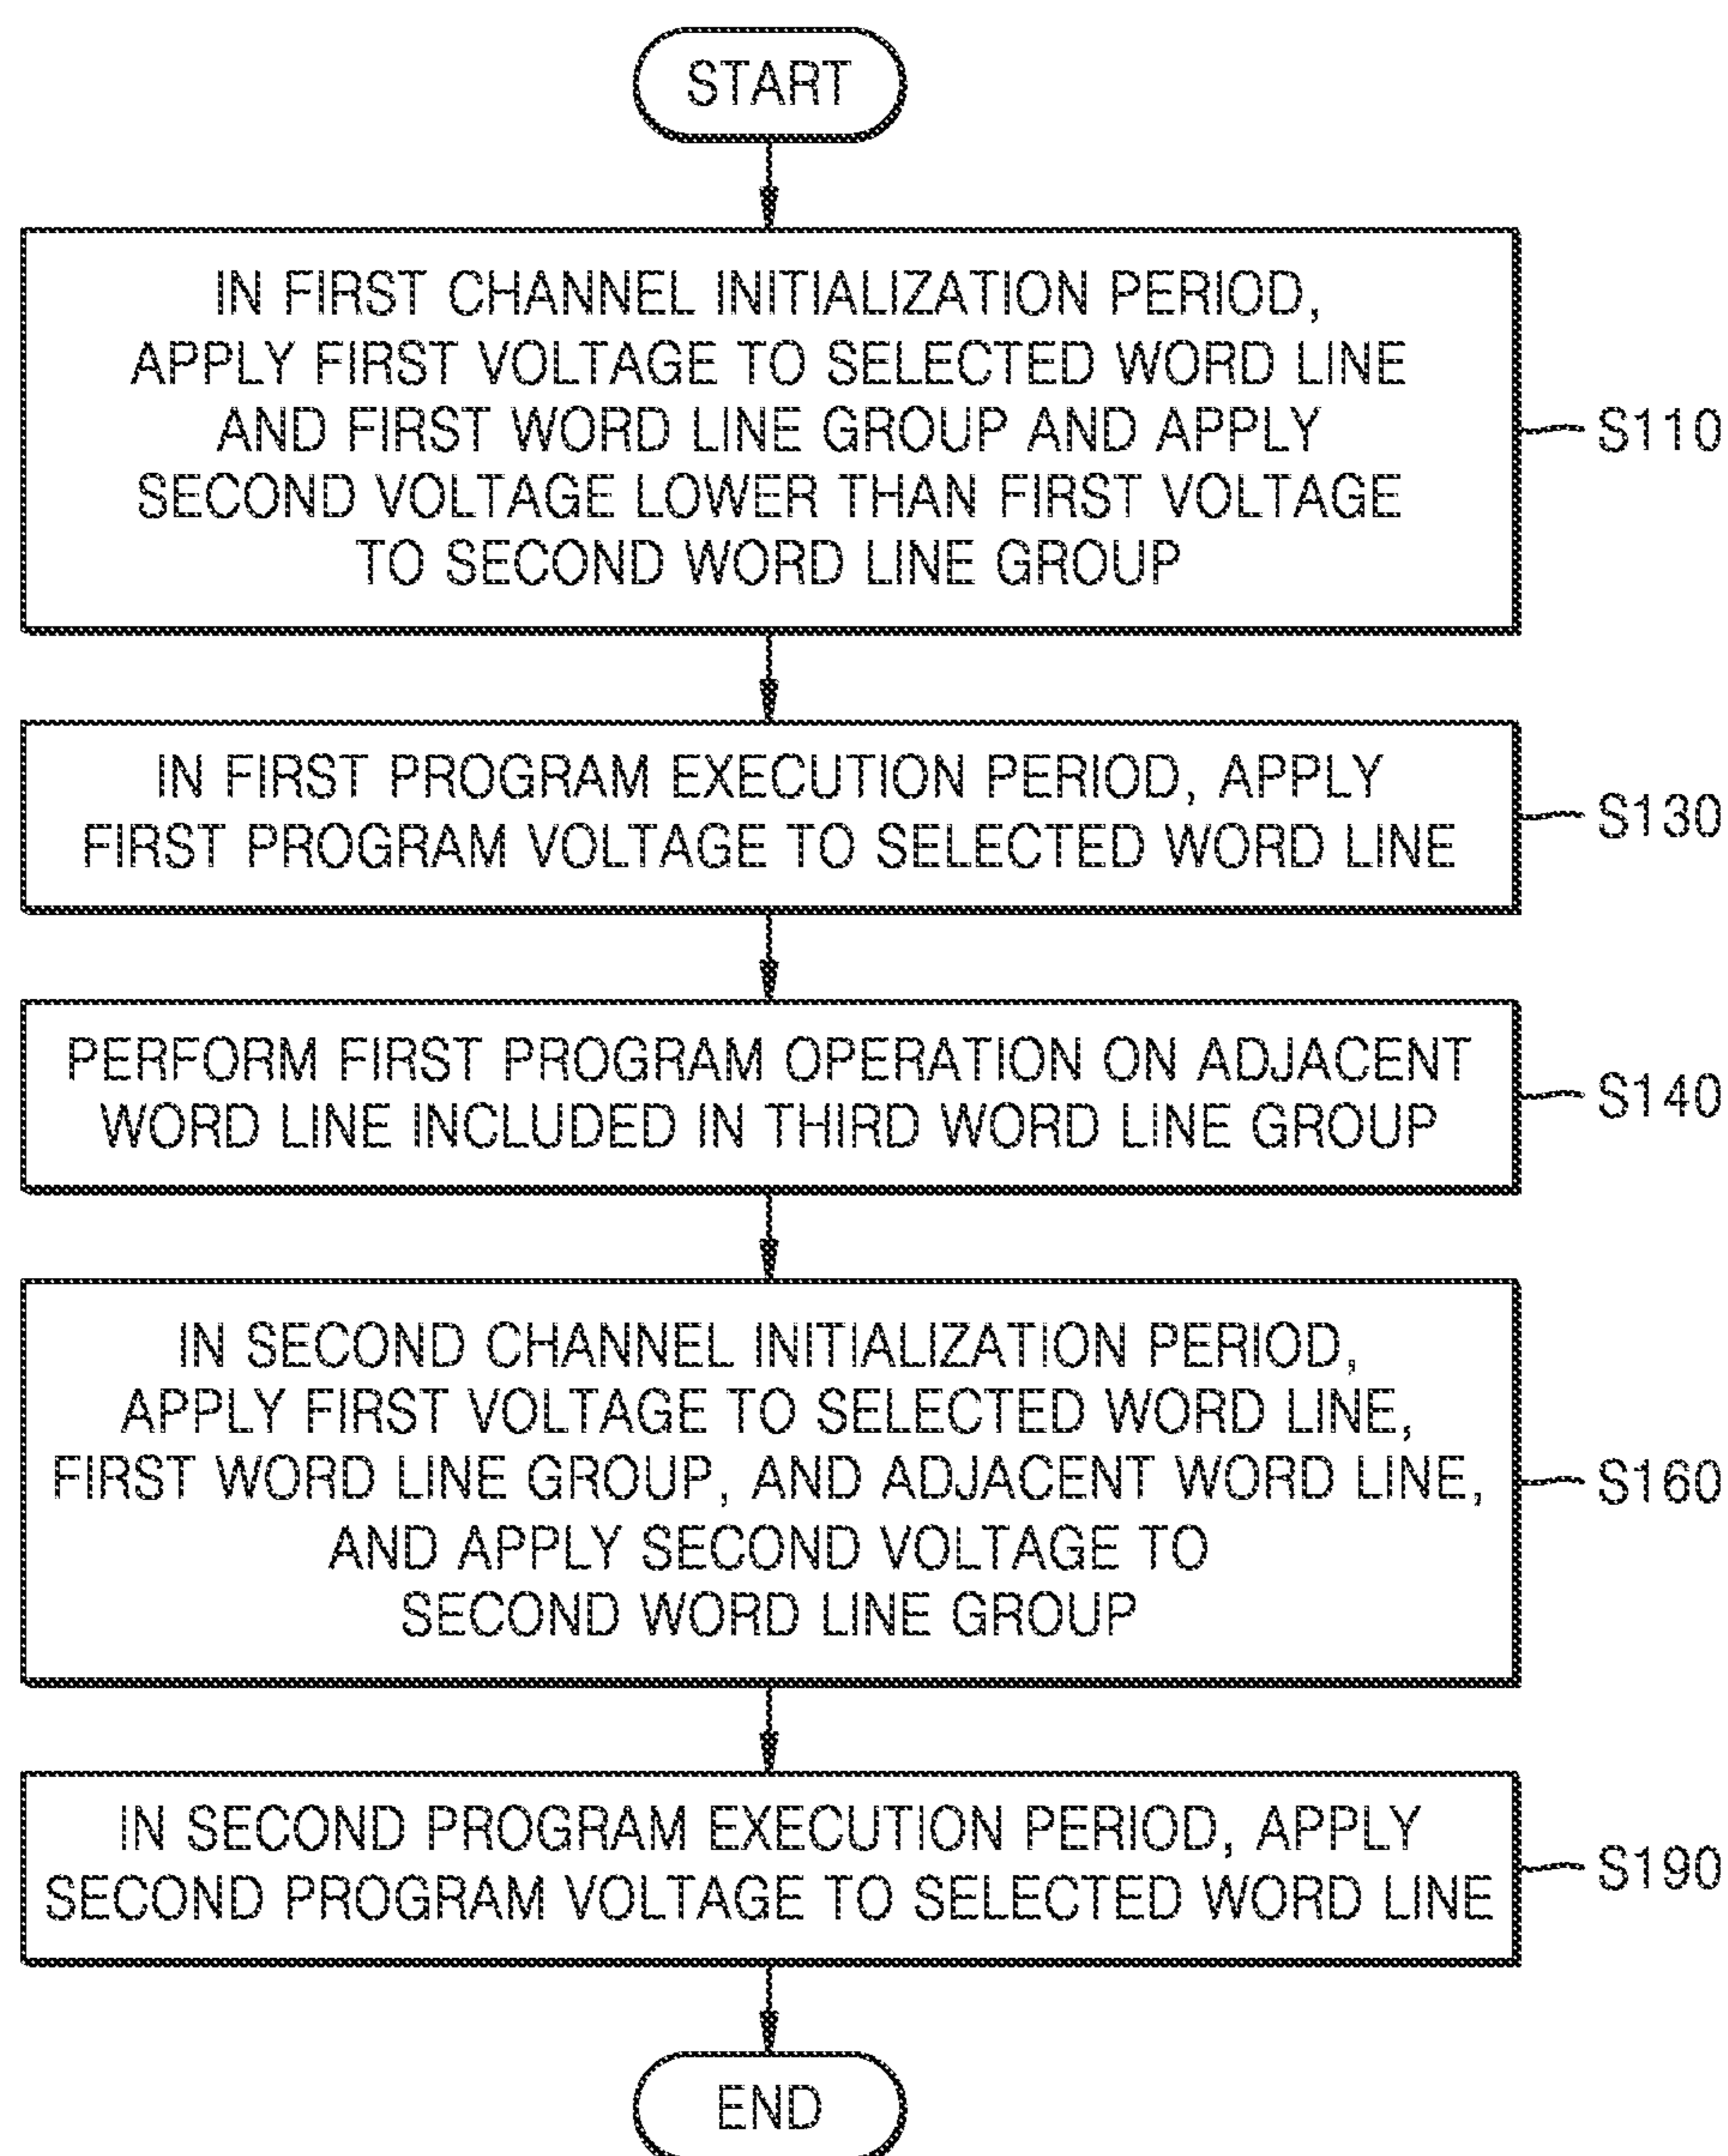 START
IN FIRST CHANNEL INITIALIZATION PERIOD,
APPLY FIRST VOLTAGE TO SELECTED WORD LINE
AND FIRST WORD LINE GROUP AND APPLY
SECOND VOLTAGE LOWER THAN FIRST VOLTAGE
TO SECOND WORD LINE GROUP
S110
IN FIRST PROGRAM EXECUTION PERIOD, APPLY
FIRST PROGRAM VOLTAGE TO SELECTED WORD LINE
S130
PERFORM FIRST PROGRAM OPERATION ON ADJACENT
WORD LINE INCLUDED IN THIRD WORD LINE GROUP
S140
IN SECOND CHANNEL INITIALIZATION PERIOD,
APPLY FIRST VOLTAGE TO SELECTED WORD LINE,
FIRST WORD LINE GROUP, AND ADJACENT WORD LINE,
AND APPLY SECOND VOLTAGE TO
SECOND WORD LINE GROUP
S160
IN SECOND PROGRAM EXECUTION PERIOD, APPLY
SECOND PROGRAM VOLTAGE TO SELECTED WORD LINE
S190
END